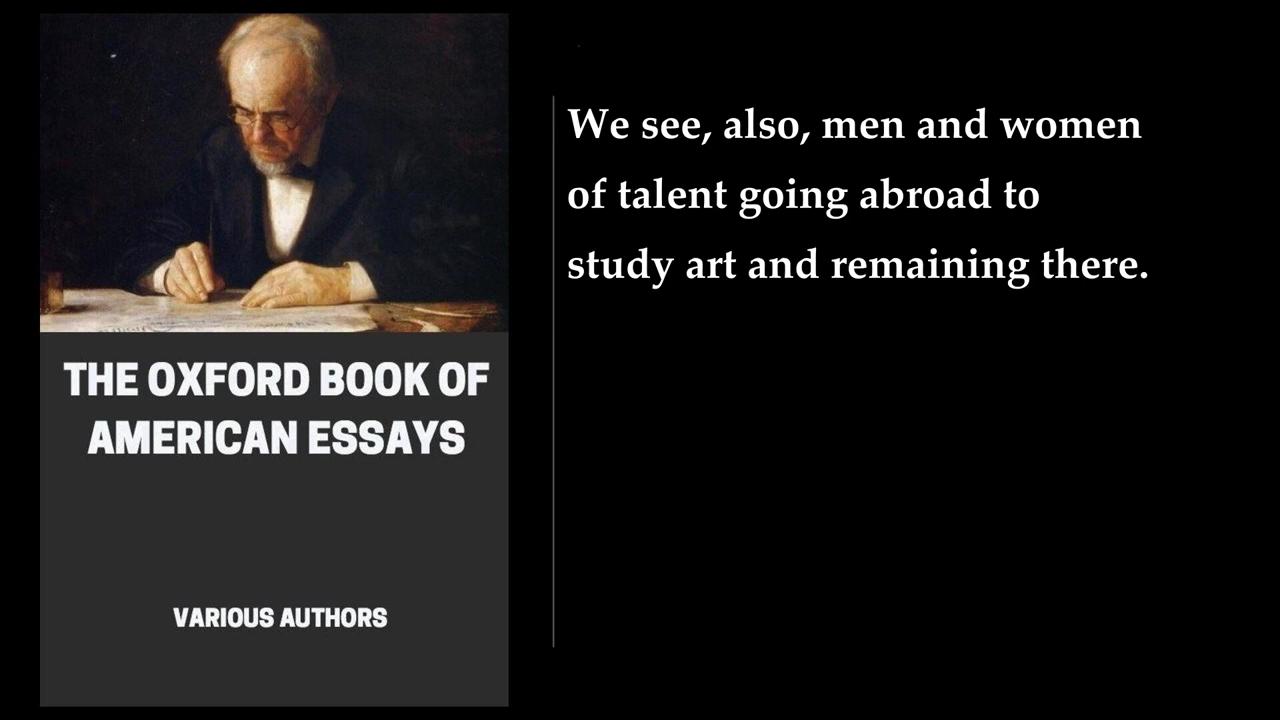 THE OXFORD BOOK OF
AMERICAN ESSAYS
VARIOUS AUTHORS
We see, also, men and women
of talent going abroad to
study art and remaining there.